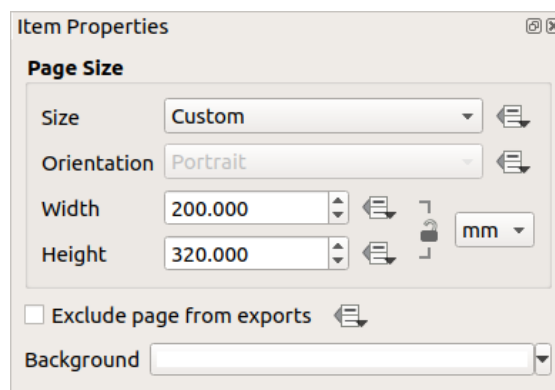 Item Properties
Page Size
Size Custom
Orientation Portrait
Width 200.000
mm
Height 320.000
Exclude page from exports
Background